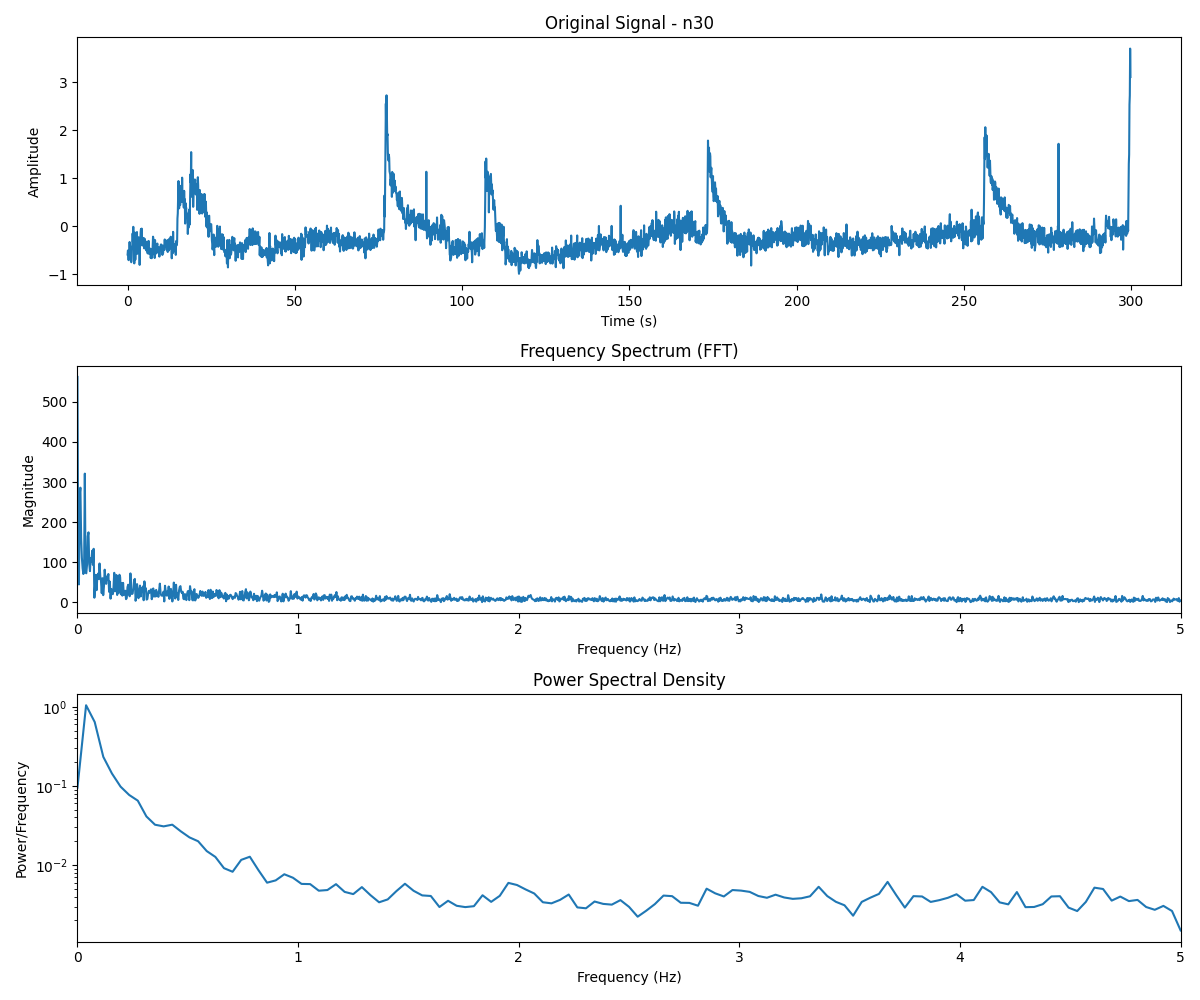 Original Signal - n30
Amplitude
3
2
1
0
−1
0 50 100 150 200 250 300
Time (s)
Frequency Spectrum (FFT)
Magnitude
500
400
300
200
100
0
0 1 2 3 4 5
Frequency (Hz)
Power Spectral Density
Power/Frequency
10⁰
10⁻¹
10⁻²
0 1 2 3 4 5
Frequency (Hz)